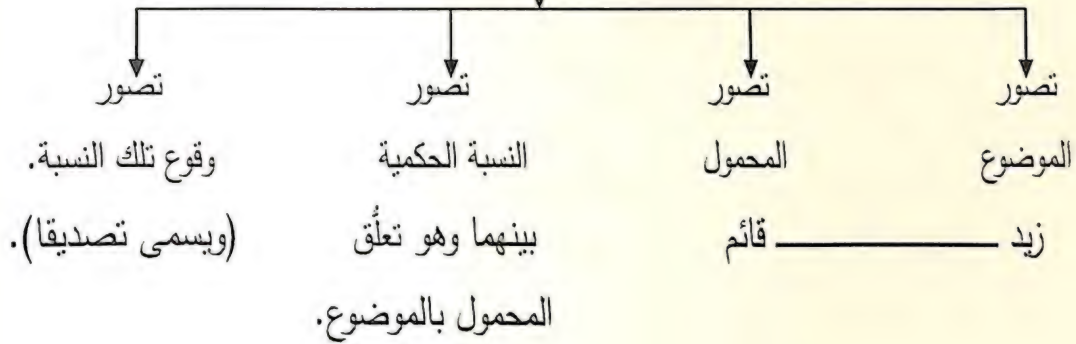 تصور تصور تصور تصور
الموضوع المحمول النسبة الحكمية وقوع تلك النسبة.
زيد قائم بينهما وهو تعلُّق (ويسمى تصديقا).
المحمول بالموضوع.